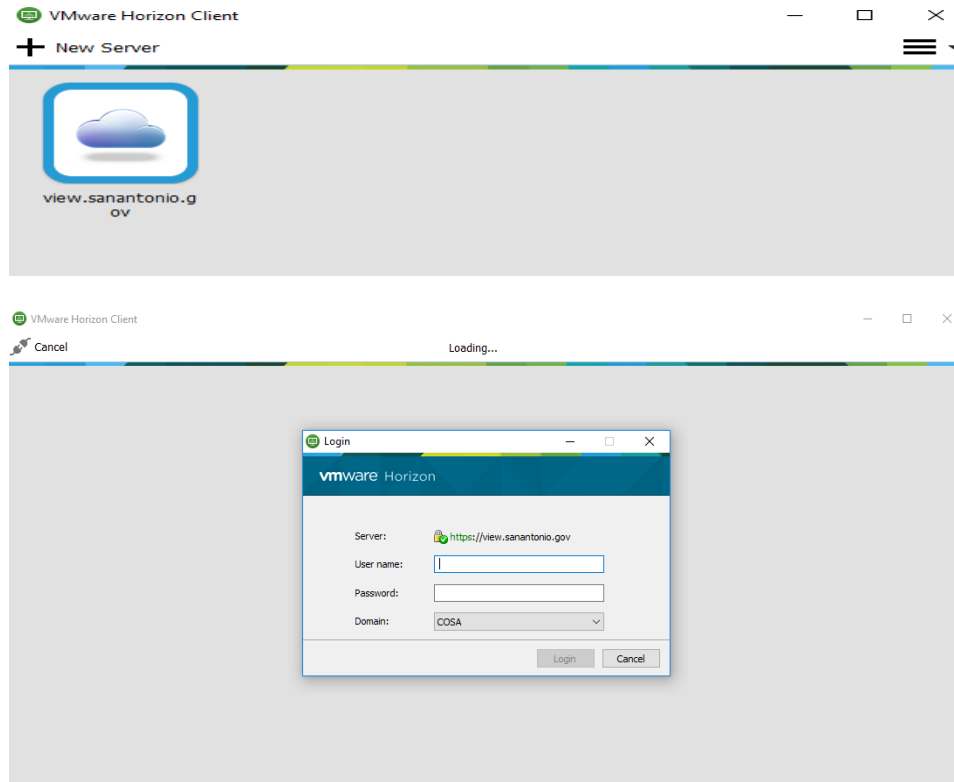 VMware Horizon Client
New Server
view.sanantonio.g
ov
VMware Horizon Client
Cancel
Loading...
Login
vmware Horizon
Server:
https://view.sanantonio.gov
User name:
Password:
Domain:
COSA
Login
Cancel